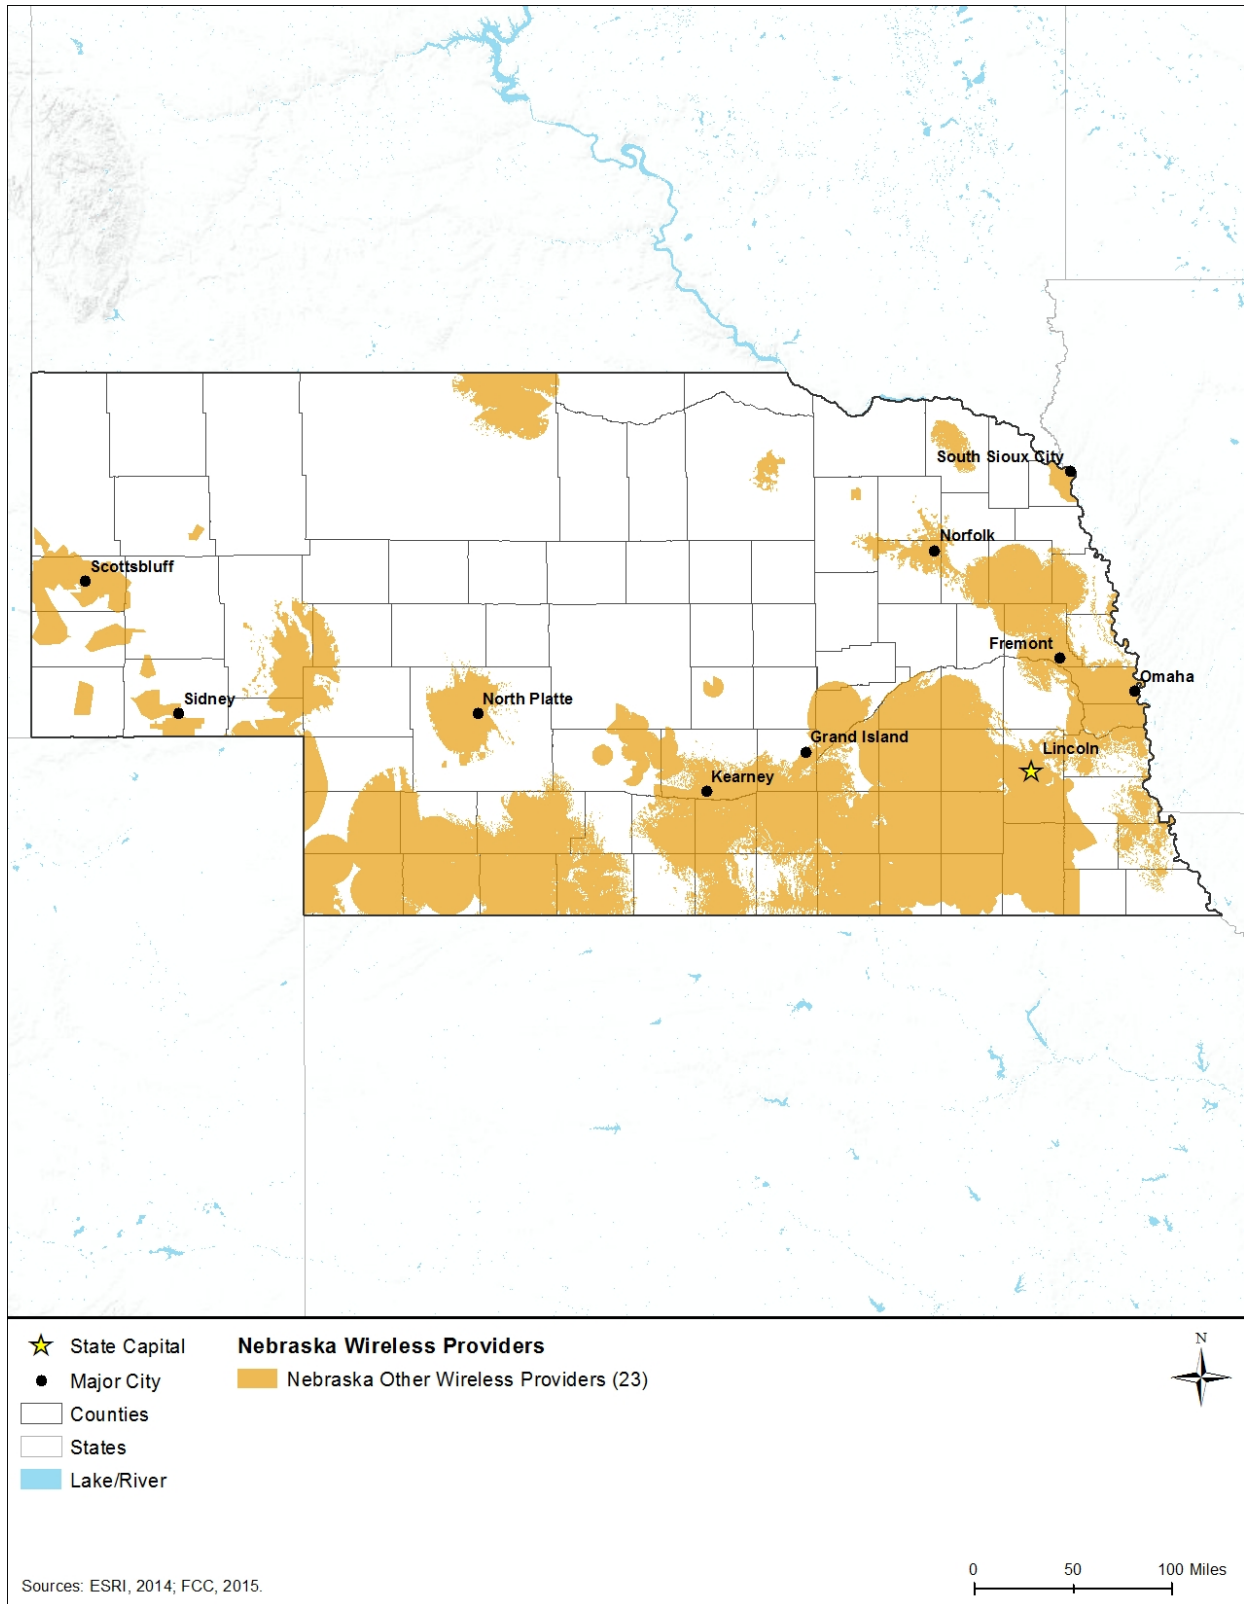 South Sioux City
Norfolk
Scottsbluff
Fremont
Omaha
Sidney
North Platte
Grand Island
Lincoln
Kearney
State Capital
Major City
Counties
States
Lake/River
Nebraska Wireless Providers
Nebraska Other Wireless Providers (23)
N
Sources: ESRI, 2014; FCC, 2015.
0 50 100 Miles